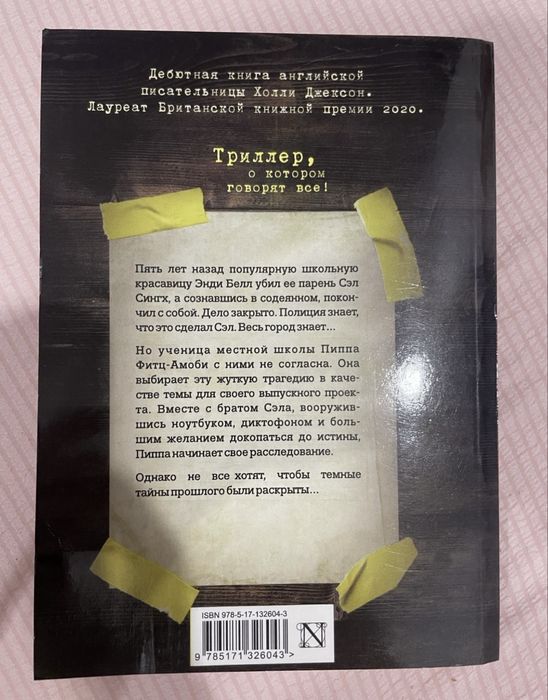 Дебютная книга английской
писательницы Холли Джексон.
Лауреат Британской книжной премии 2020.
Триллер,
о котором
говорят все!
Пять лет назад популярную школьную
красавицу Энди Белл убил ее парень Сэл
Сингх, а сознавшись в содеянном, покон-
чил с собой. Дело закрыто. Полиция знает,
что это сделал Сэл. Весь город знает...
Но ученица местной школы Пиппа
Фитц-Амоби с ними не согласна. Она
выбирает эту жуткую трагедию в каче-
стве темы для своего выпускного проек-
та. Вместе с братом Сэла, вооружив-
шись ноутбуком, диктофоном и боль-
шим желанием докопаться до истины,
Пиппа начинает свое расследование.
Однако не все хотят, чтобы темные
тайны прошлого были раскрыты...
ISBN 978-5-17-132604-3
9 785171 326043>
N